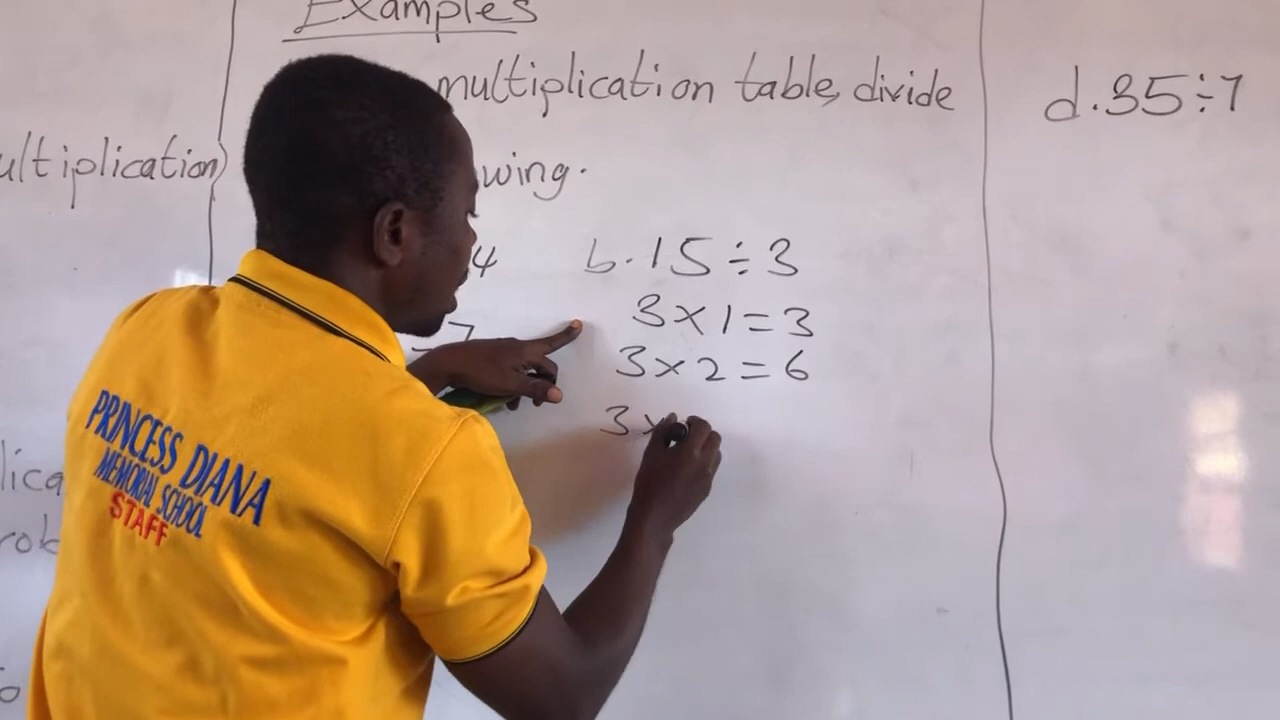 Examples
multiplication table, divide
ultiplication)
wing.
4
7
b. 15 ÷ 3
3 × 1 = 3
3 × 2 = 6
3 ×
d. 35 ÷ 7
lica
rob
PRINCESS DIANA
MEMORIAL SCHOOL
STAFF